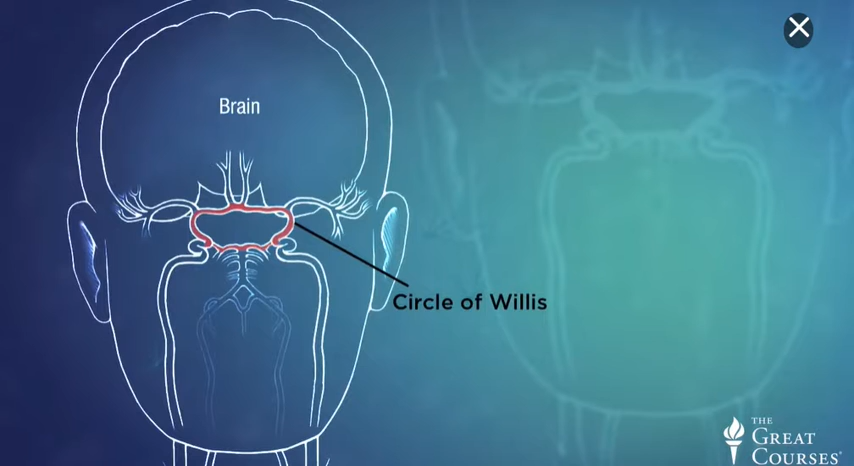 Brain
Circle of Willis
THE
GREAT
COURSES®